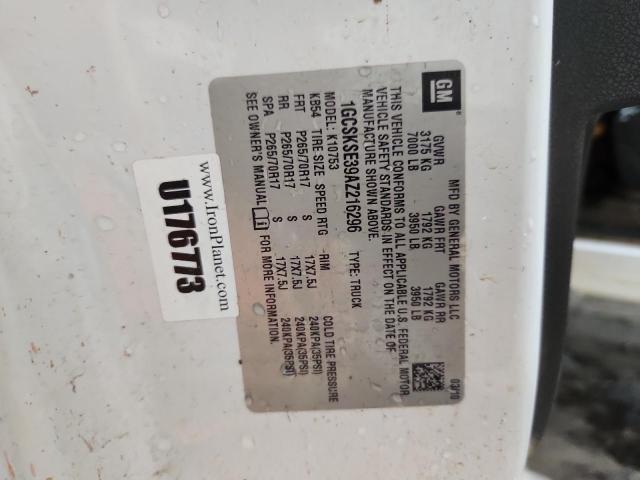 GM
MFD BY GENERAL MOTORS LLC
03/10
GVWR GAWR FRT GAWR RR
3175 KG 1792 KG 1792 KG
7000 LB 3950 LB 3950 LB
THIS VEHICLE CONFORMS TO ALL APPLICABLE U.S. FEDERAL MOTOR
VEHICLE SAFETY STANDARDS IN EFFECT ON THE DATE OF
MANUFACTURE SHOWN ABOVE.
1GCSKSE39AZ216296 TYPE: TRUCK
MODEL: K10753
KB54 TIRE SIZE SPEED RTG RIM COLD TIRE PRESSURE
FRT P265/70R17 S 17X7.5J 240KPA(35PSI)
RR P265/70R17 S 17X7.5J 240KPA(35PSI)
SPA P265/70R17 S 17X7.5J 240KPA(35PSI)
SEE OWNER'S MANUAL FOR MORE INFORMATION.
www.IronPlanet.com
U176773